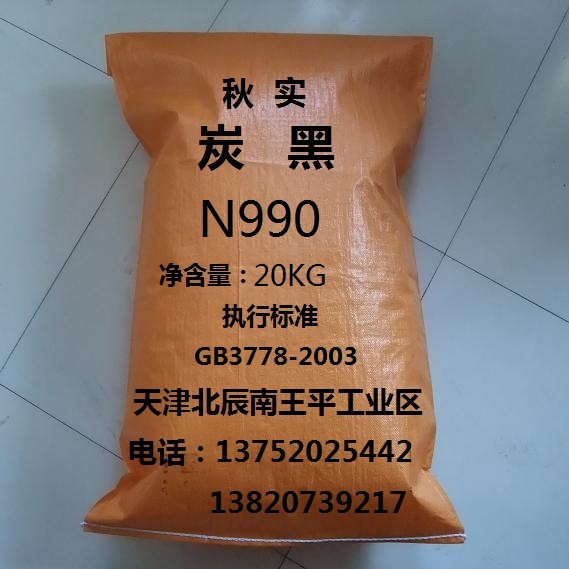 秋 实
炭 黑
N990
净含量：20KG
执行标准
GB3778-2003
天津北辰南王平工业区
电话：13752025442
13820739217